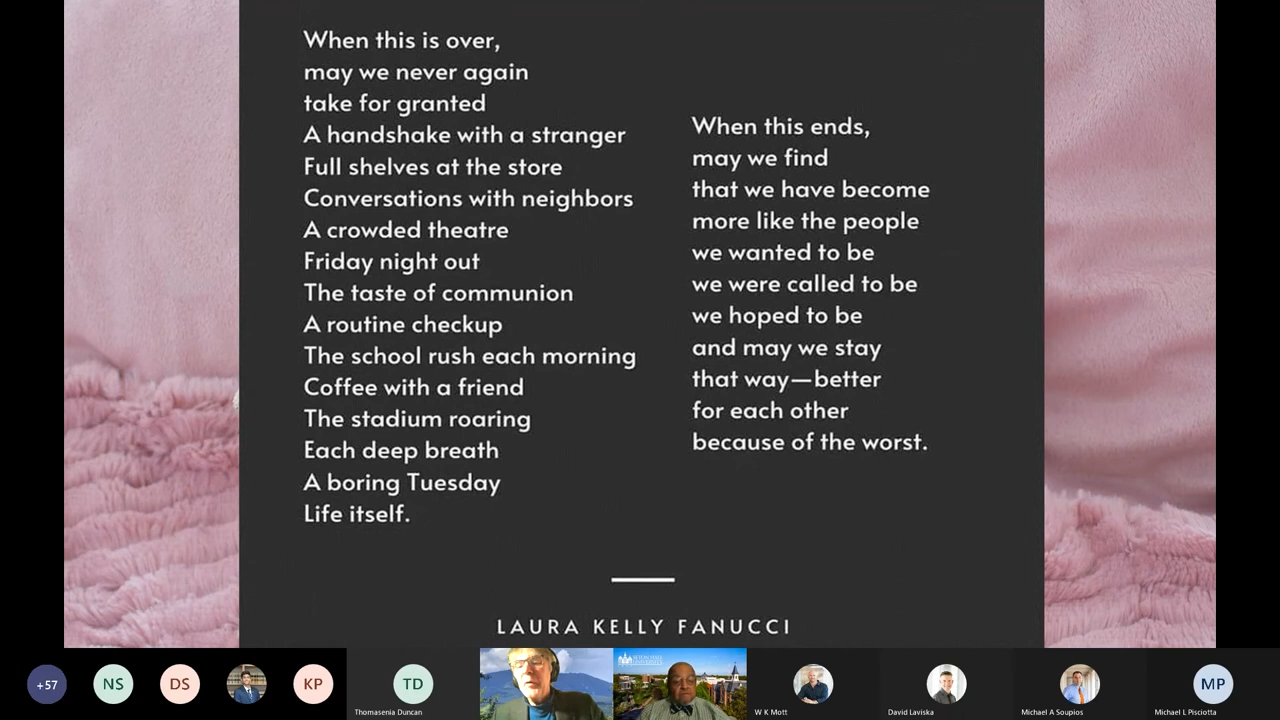 When this is over,
may we never again
take for granted
A handshake with a stranger
Full shelves at the store
Conversations with neighbors
A crowded theatre
Friday night out
The taste of communion
A routine checkup
The school rush each morning
Coffee with a friend
The stadium roaring
Each deep breath
A boring Tuesday
Life itself.
When this ends,
may we find
that we have become
more like the people
we wanted to be
we were called to be
we hoped to be
and may we stay
that way—better
for each other
because of the worst.
LAURA KELLY FANUCCI
+57
NS
DS
KP
TD
Thomasenia Duncan
W K Mott
David Laviska
Michael A Soupios
MP
Michael L Pisciotta